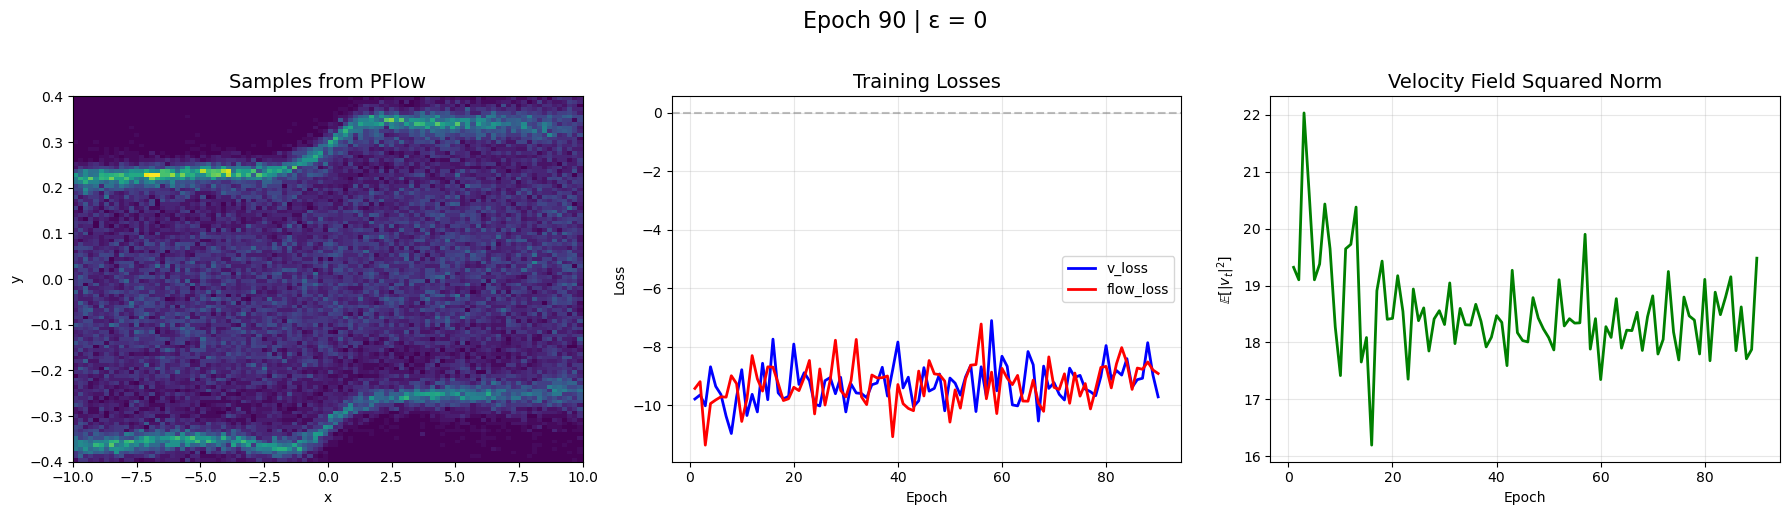 Epoch 90 | ε = 0
Samples from PFlow
0.4
0.3
0.2
0.1
0.0
−0.1
−0.2
−0.3
−0.4
y
−10.0 −7.5 −5.0 −2.5 0.0 2.5 5.0 7.5 10.0
x
Training Losses
0
−2
−4
−6
−8
−10
Loss
v_loss
flow_loss
0 20 40 60 80
Epoch
Velocity Field Squared Norm
22
21
20
19
18
17
16
𝔼[|v_t|²]
0 20 40 60 80
Epoch